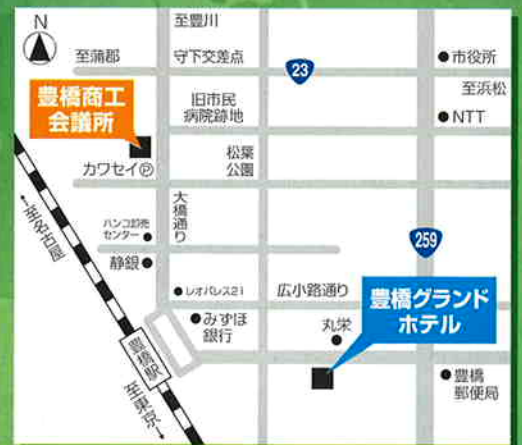 N
至豊川
至蒲郡
守下交差点
23
市役所
至浜松
豊橋商工
会議所
旧市民
病院跡地
NTT
カワセイⓅ
松葉
公園
←至名古屋
大橋通り
ハンコ卸売
センター
259
静銀
レオパレス21
広小路通り
豊橋グランド
ホテル
みずほ
銀行
丸栄
豊橋駅
豊橋
郵便局
至東京→